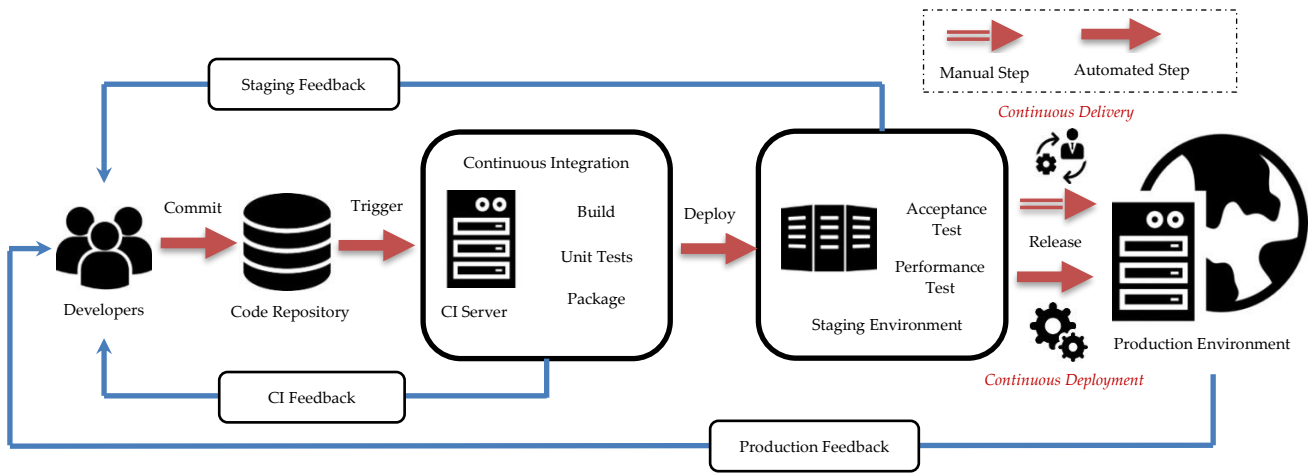 Staging Feedback
Manual Step
Automated Step
Continuous Delivery
Continuous Integration
Commit
Trigger
Build
Unit Tests
Package
CI Server
Deploy
Acceptance
Test
Performance
Test
Staging Environment
Release
Developers
Code Repository
Production Environment
Continuous Deployment
CI Feedback
Production Feedback